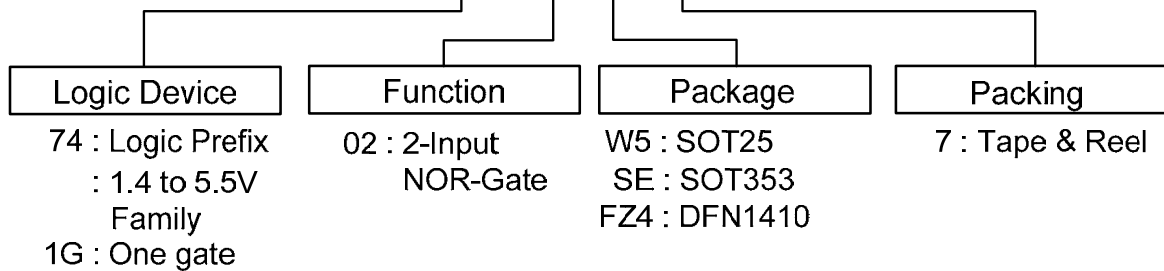 Logic Device
74 : Logic Prefix
: 1.4 to 5.5V
Family
1G : One gate
Function
02 : 2-Input
NOR-Gate
Package
W5 : SOT25
SE : SOT353
FZ4 : DFN1410
Packing
7 : Tape & Reel